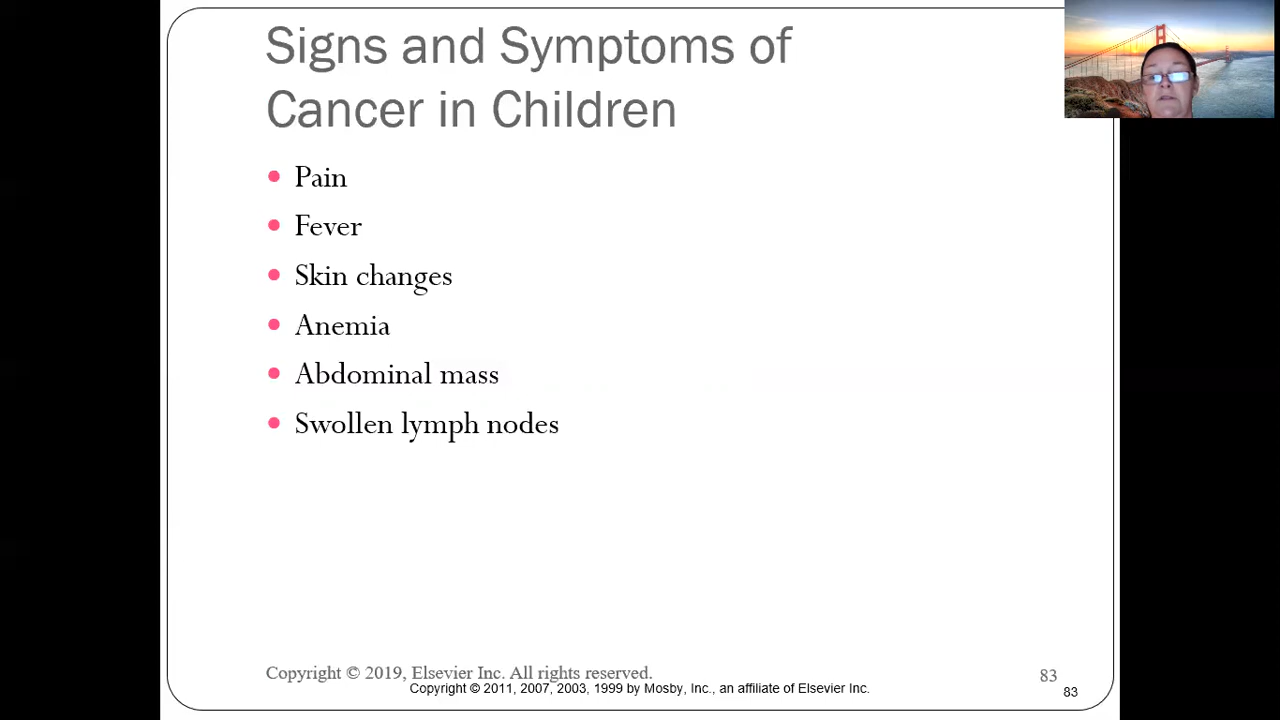 Signs and Symptoms of
Cancer in Children
• Pain
• Fever
• Skin changes
• Anemia
• Abdominal mass
• Swollen lymph nodes
Copyright © 2019, Elsevier Inc. All rights reserved.
83
Copyright © 2011, 2007, 2003, 1999 by Mosby, Inc., an affiliate of Elsevier Inc.
83